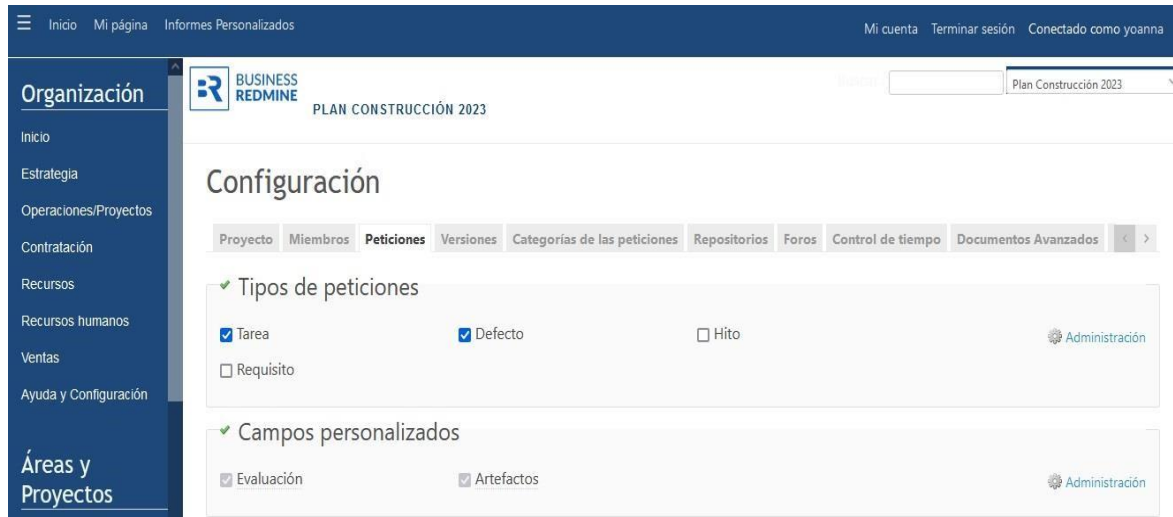 ☰ Inicio Mi página Informes Personalizados
Mi cuenta Terminar sesión Conectado como yoanna
Organización
Inicio
Estrategia
Operaciones/Proyectos
Contratación
Recursos
Recursos humanos
Ventas
Ayuda y Configuración
Áreas y
Proyectos
BUSINESS
REDMINE
PLAN CONSTRUCCIÓN 2023
Plan Construcción 2023
Configuración
Proyecto Miembros Peticiones Versiones Categorías de las peticiones Repositorios Foros Control de tiempo Documentos Avanzados < >
Tipos de peticiones
Tarea Defecto Hito Administración
Requisito
Campos personalizados
Evaluación Artefactos Administración